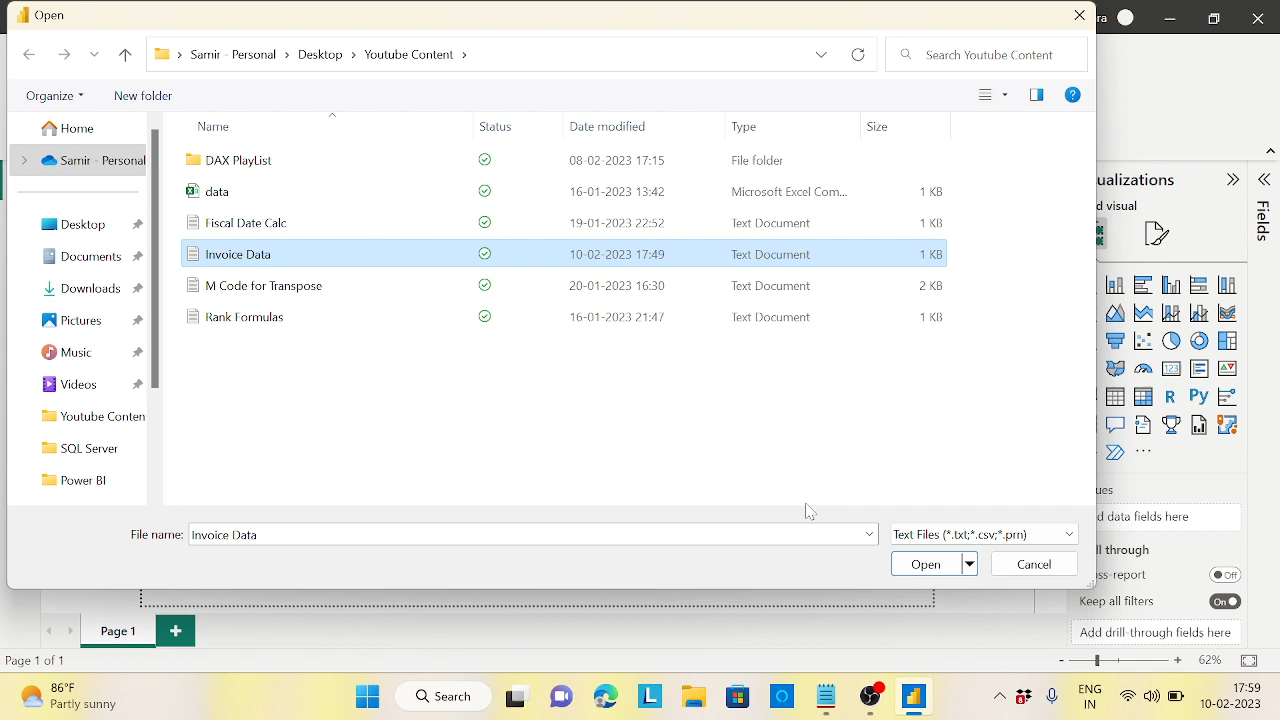 Open
ra
Samir - Personal > Desktop > Youtube Content >
Search Youtube Content
Organize
New folder
Name
Status
Date modified
Type
Size
Home
Samir - Personal
Desktop
Documents
Downloads
Pictures
Music
Videos
Youtube Conten
SQL Server
Power BI
DAX PlayList 08-02-2023 17:15 File folder
data 16-01-2023 13:42 Microsoft Excel Com... 1 KB
Fiscal Date Calc 19-01-2023 22:52 Text Document 1 KB
Invoice Data 10-02-2023 17:49 Text Document 1 KB
M Code for Transpose 20-01-2023 16:30 Text Document 2 KB
Rank Formulas 16-01-2023 21:47 Text Document 1 KB
File name: Invoice Data
Text Files (*.txt;*.csv;*.prn)
Open
Cancel
ualizations
d visual
Fields
123
R
Py
...
ues
d data fields here
ll through
ss-report
Off
Keep all filters
On
Add drill-through fields here
Page 1
+
Page 1 of 1
- + 62%
86°F
Partly sunny
Search
L
8
ENG
IN
17:59
10-02-2023